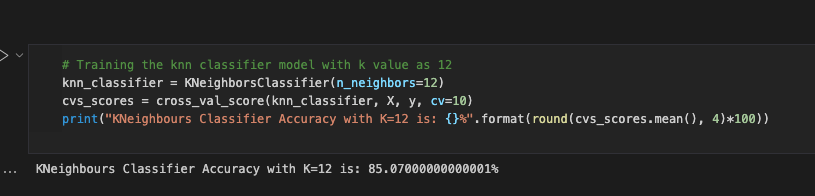 # Training the knn classifier model with k value as 12
knn_classifier = KNeighborsClassifier(n_neighbors=12)
cvs_scores = cross_val_score(knn_classifier, X, y, cv=10)
print("KNeighbours Classifier Accuracy with K=12 is: {}%".format(round(cvs_scores.mean(), 4)*100))
... KNeighbours Classifier Accuracy with K=12 is: 85.07000000000001%